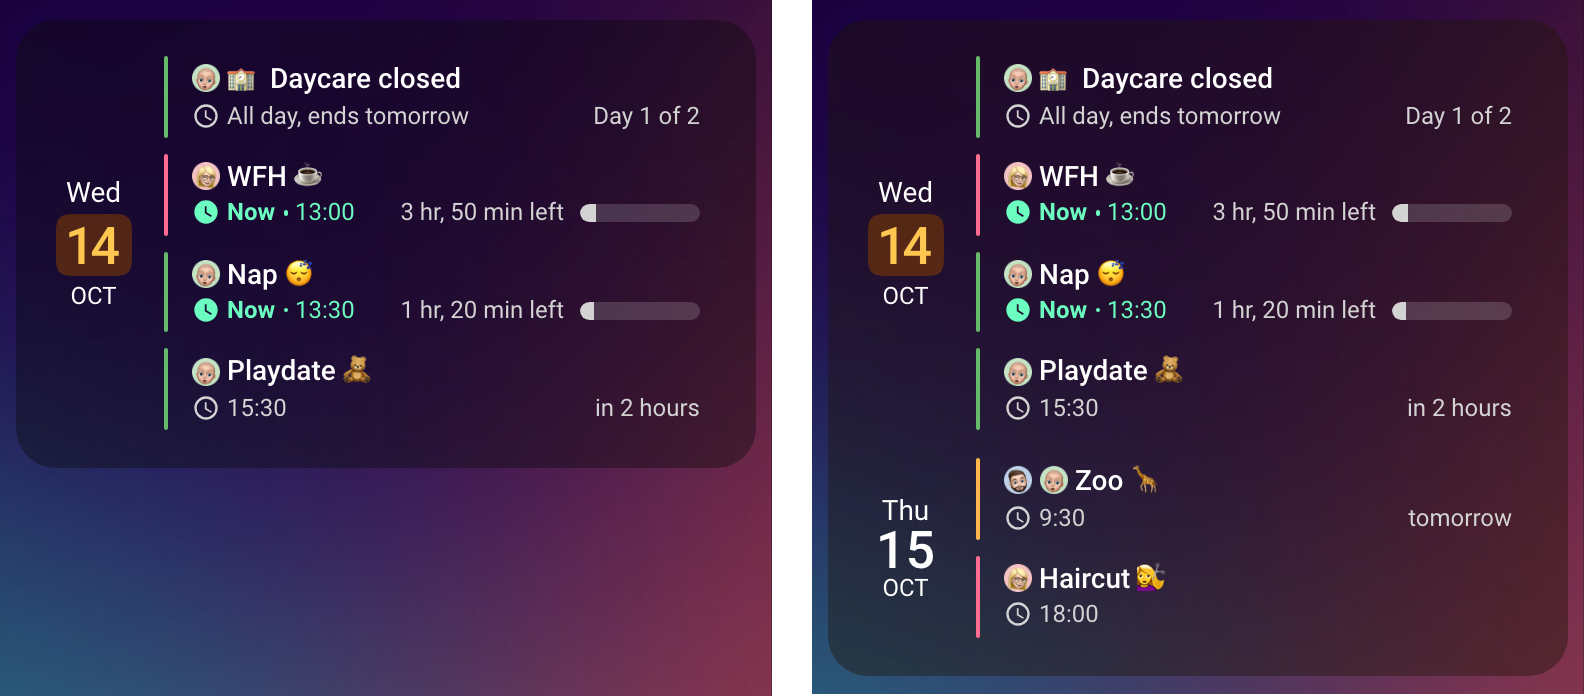 Wed
14
OCT
Daycare closed
All day, ends tomorrow Day 1 of 2
WFH
Now • 13:00 3 hr, 50 min left
Nap
Now • 13:30 1 hr, 20 min left
Playdate
15:30 in 2 hours
Wed
14
OCT
Daycare closed
All day, ends tomorrow Day 1 of 2
WFH
Now • 13:00 3 hr, 50 min left
Nap
Now • 13:30 1 hr, 20 min left
Playdate
15:30 in 2 hours
Thu
15
OCT
Zoo
9:30 tomorrow
Haircut
18:00